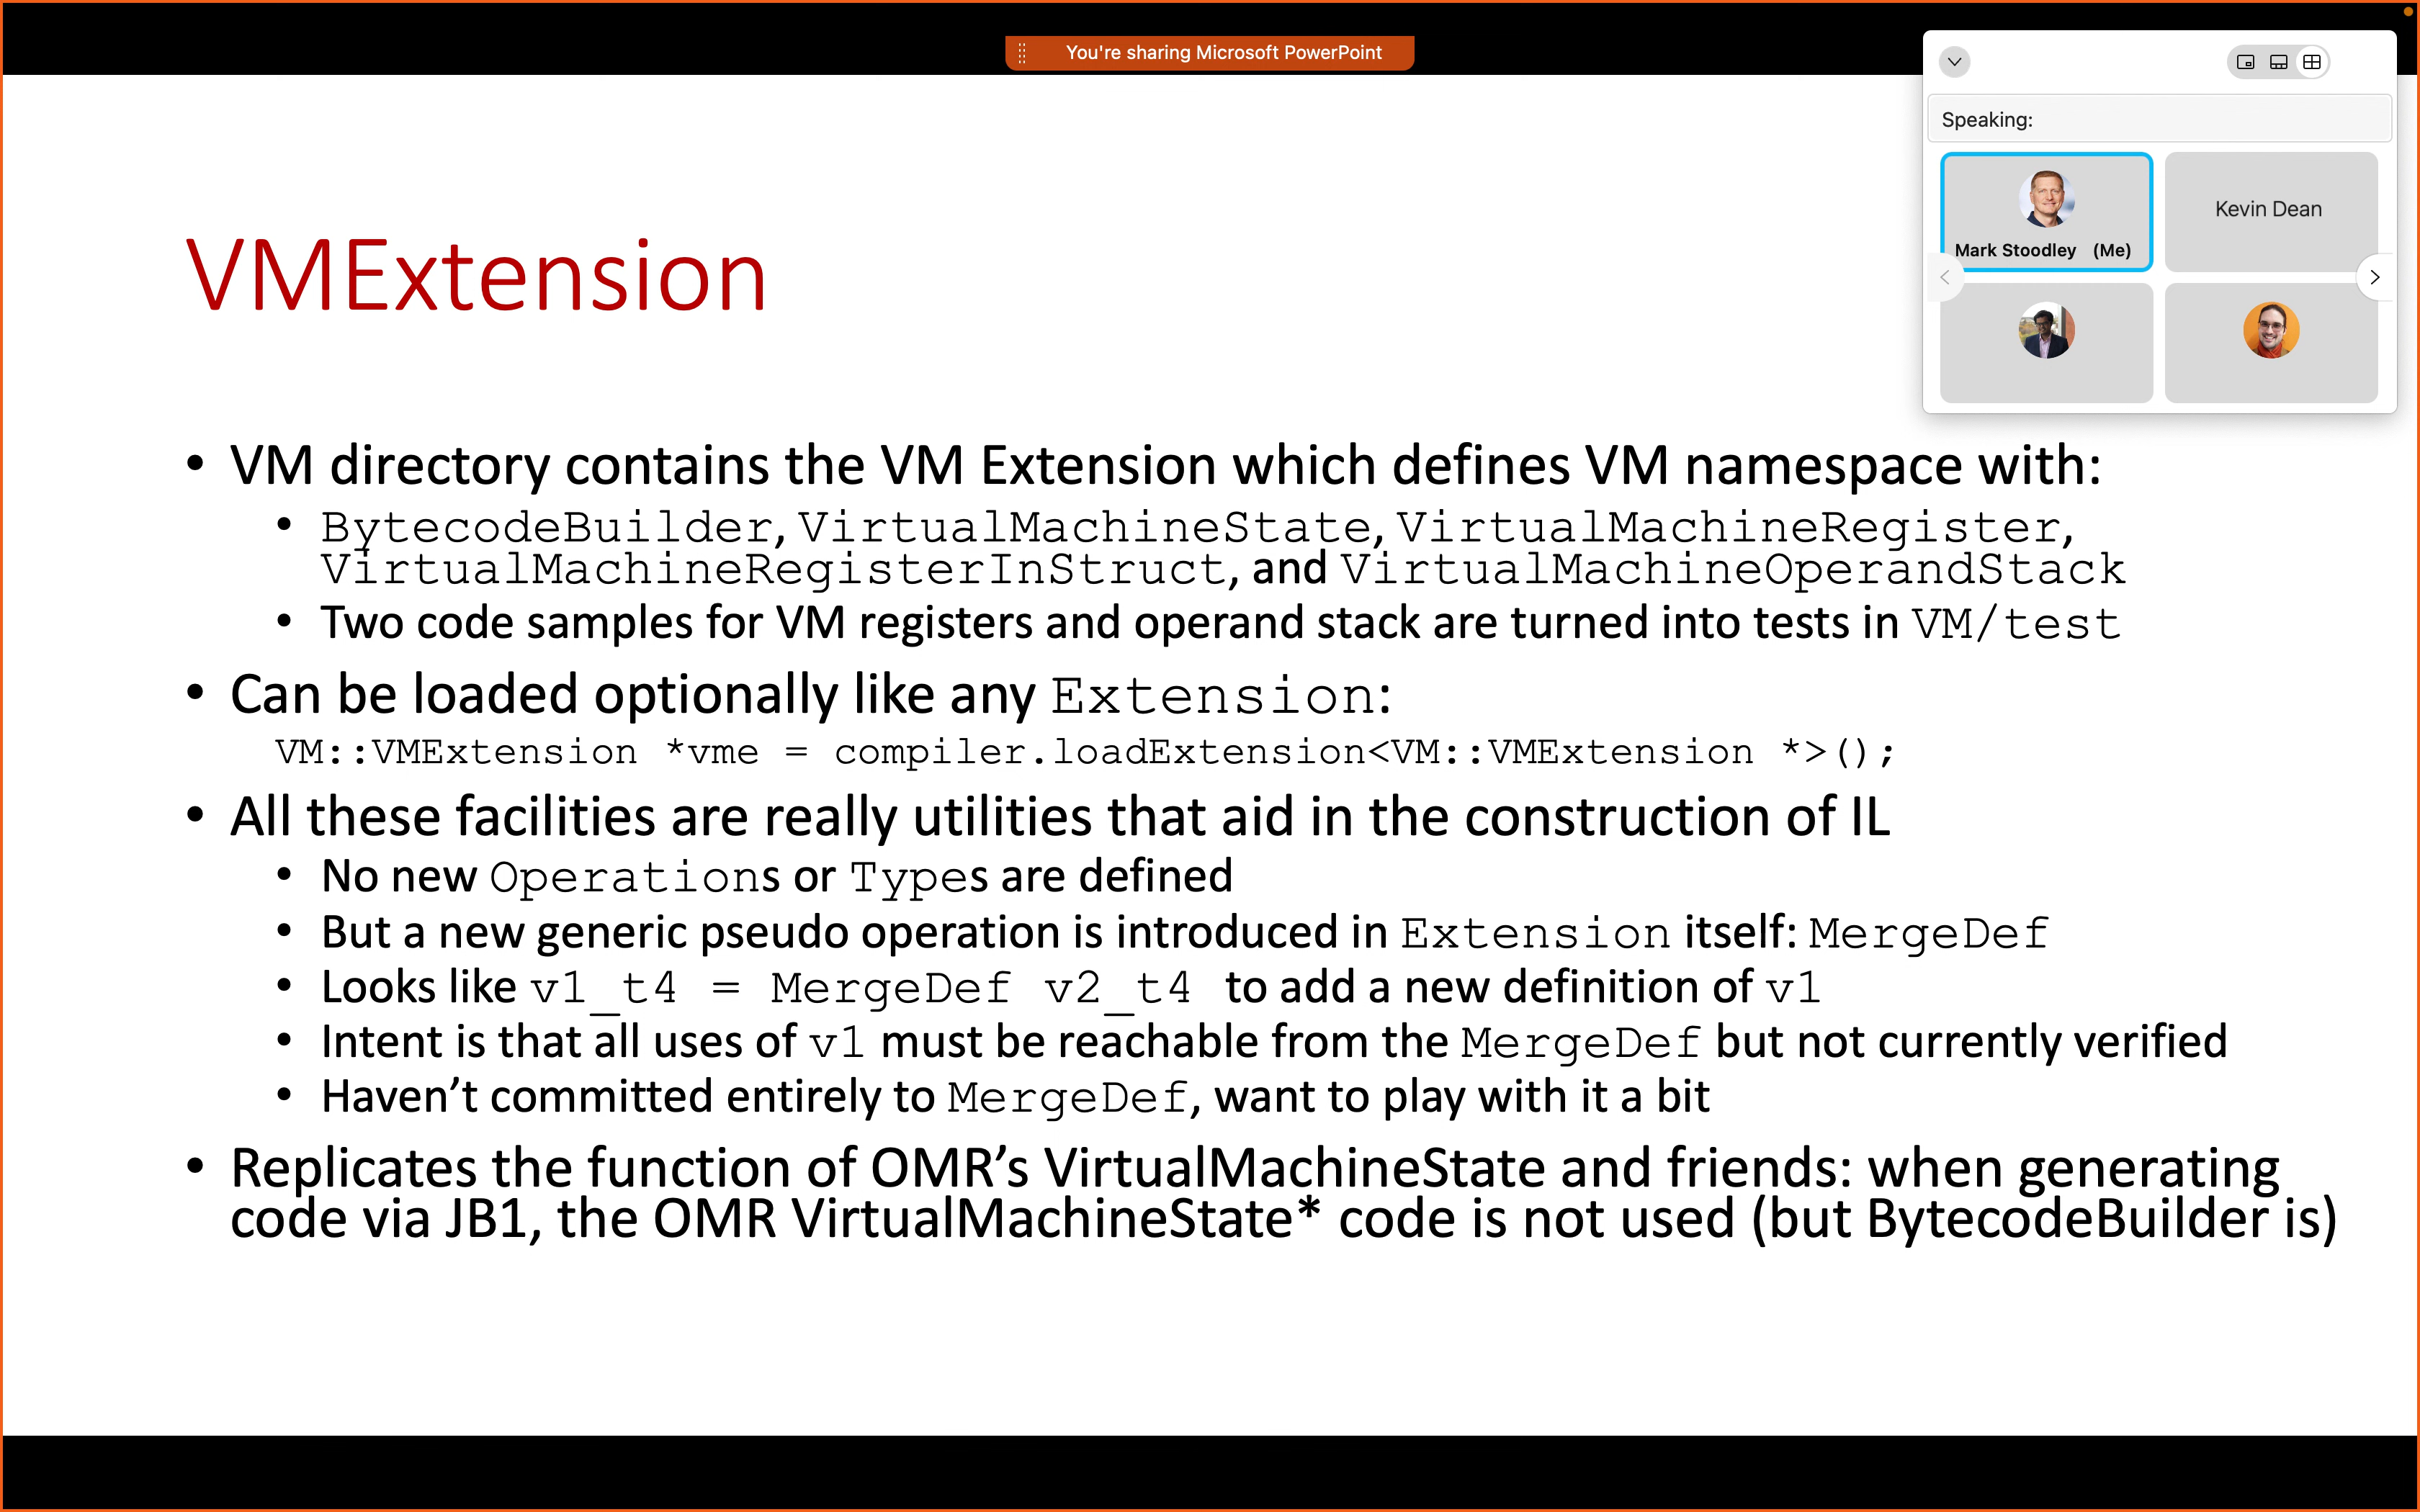 You're sharing Microsoft PowerPoint
Speaking:
Mark Stoodley (Me)
Kevin Dean
VMExtension
• VM directory contains the VM Extension which defines VM namespace with:
• BytecodeBuilder, VirtualMachineState, VirtualMachineRegister,
VirtualMachineRegisterInStruct, and VirtualMachineOperandStack
• Two code samples for VM registers and operand stack are turned into tests in VM/test
• Can be loaded optionally like any Extension:
VM::VMExtension *vme = compiler.loadExtension<VM::VMExtension *>();
• All these facilities are really utilities that aid in the construction of IL
• No new Operations or Types are defined
• But a new generic pseudo operation is introduced in Extension itself: MergeDef
• Looks like v1_t4 = MergeDef v2_t4 to add a new definition of v1
• Intent is that all uses of v1 must be reachable from the MergeDef but not currently verified
• Haven’t committed entirely to MergeDef, want to play with it a bit
• Replicates the function of OMR’s VirtualMachineState and friends: when generating
code via JB1, the OMR VirtualMachineState* code is not used (but BytecodeBuilder is)